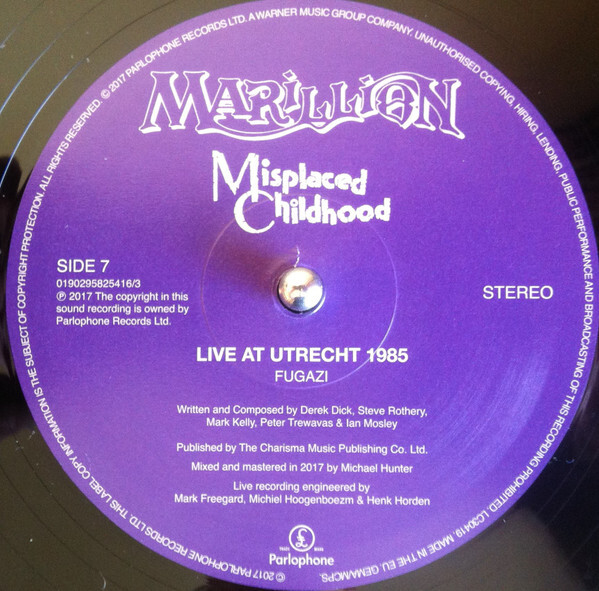 MARILLION
Misplaced
Childhood
SIDE 7
0190295825416/3
℗ 2017 The copyright in this
sound recording is owned by
Parlophone Records Ltd.
STEREO
LIVE AT UTRECHT 1985
FUGAZI
Written and Composed by Derek Dick, Steve Rothery,
Mark Kelly, Peter Trewavas & Ian Mosley
Published by The Charisma Music Publishing Co. Ltd.
Mixed and mastered in 2017 by Michael Hunter
Live recording engineered by
Mark Freegard, Michiel Hoogenboezm & Henk Horden
TRADE MARK
£
Parlophone
©2017 PARLOPHONE RECORDS LTD. THIS LABEL COPY INFORMATION IS THE SUBJECT OF COPYRIGHT PROTECTION. ALL RIGHTS RESERVED. © 2017 PARLOPHONE RECORDS LTD. A WARNER MUSIC GROUP COMPANY. UNAUTHORISED COPYING, HIRING, LENDING, PUBLIC PERFORMANCE AND BROADCASTING OF THIS RECORDING PROHIBITED. LC30419 MADE IN THE EU. GEMA/MCPS.